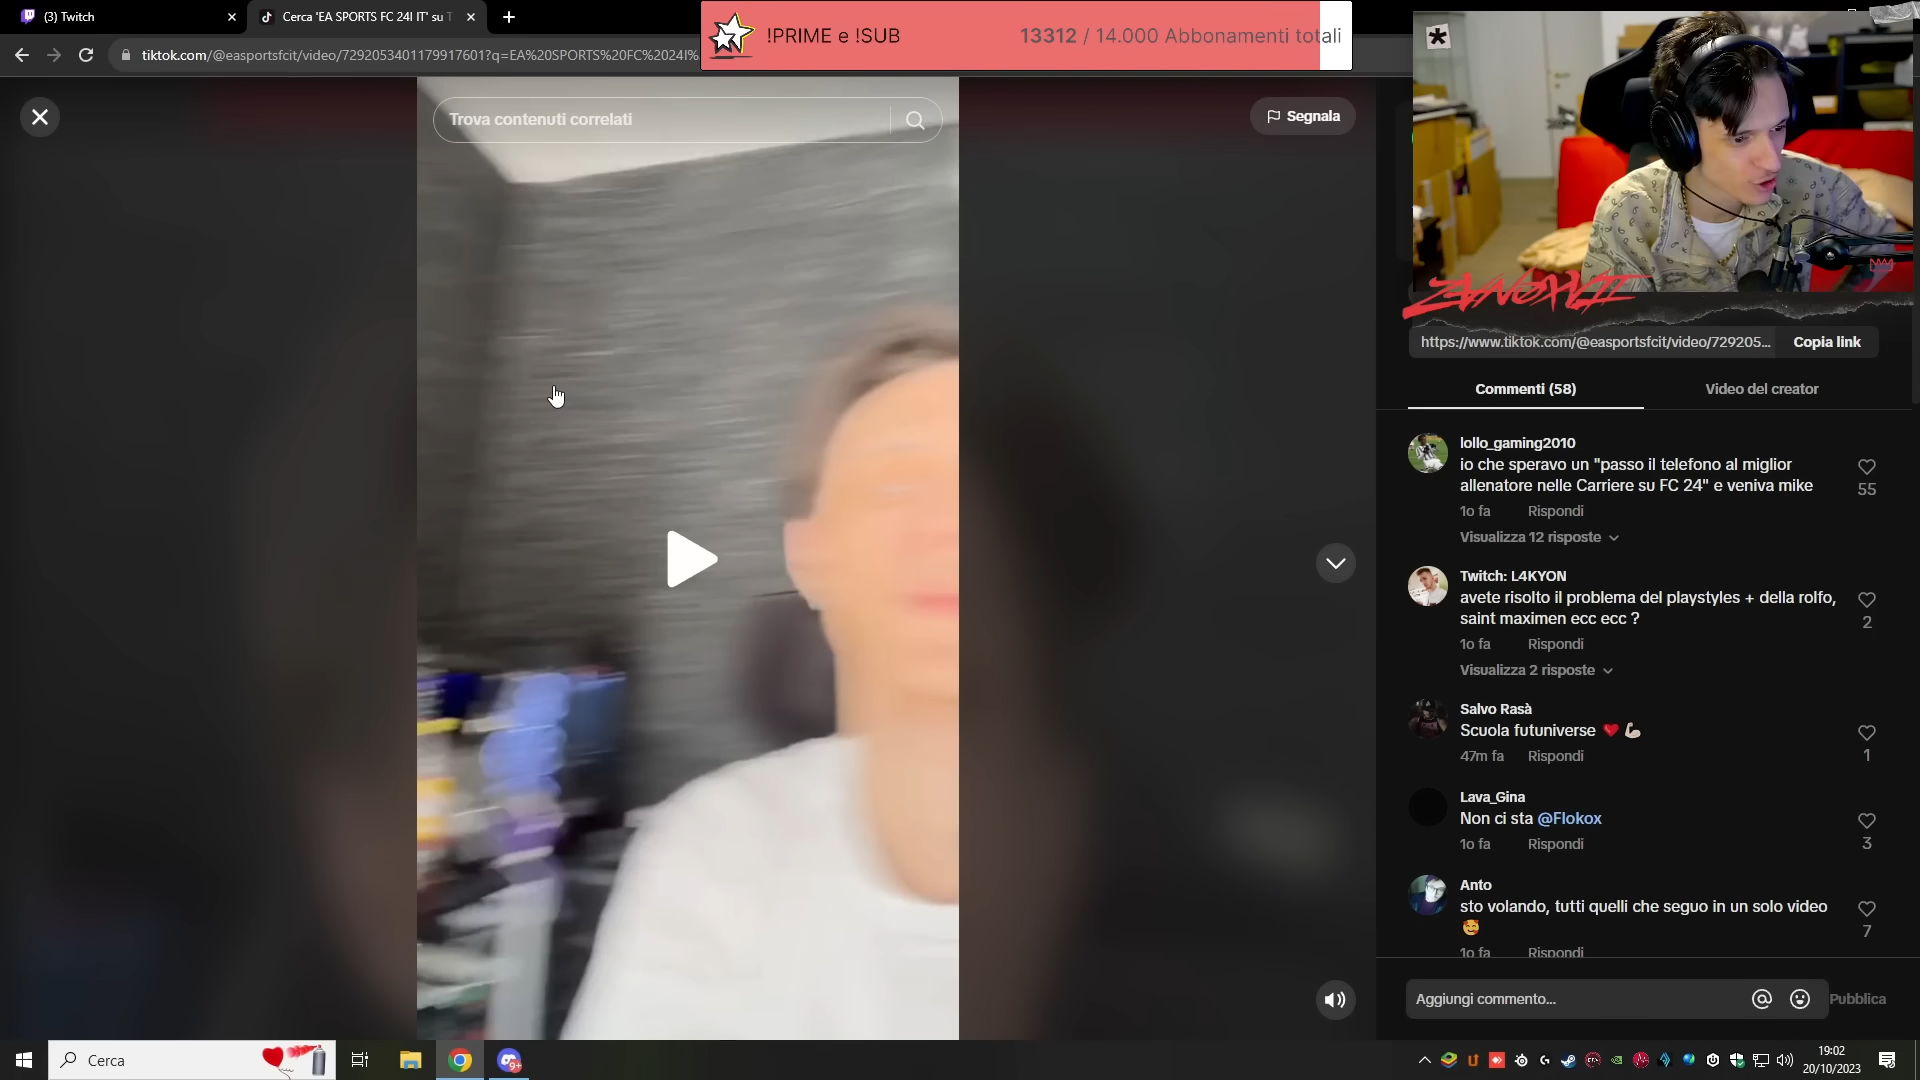 (3) Twitch
Cerca 'EA SPORTS FC 24I IT' su T
!PRIME e !SUB
13312 / 14.000 Abbonamenti totali
tiktok.com/@easportsfcit/video/7292053401179917601?q=EA%20SPORTS%20FC%2024I%
Trova contenuti correlati
Segnala
https://www.tiktok.com/@easportsfcit/video/729205...
Copia link
Commenti (58)
Video del creator
lollo_gaming2010
io che speravo un "passo il telefono al miglior
allenatore nelle Carriere su FC 24" e veniva mike
55
1o fa
Rispondi
Visualizza 12 risposte
Twitch: L4KYON
avete risolto il problema del playstyles + della rolfo,
saint maximen ecc ecc ?
2
1o fa
Rispondi
Visualizza 2 risposte
Salvo Rasà
Scuola futuniverse ❤️ 💪🏼
1
47m fa
Rispondi
Lava_Gina
Non ci sta @Flokox
3
1o fa
Rispondi
Anto
sto volando, tutti quelli che seguo in un solo video
🥰
7
1o fa
Rispondi
Aggiungi commento...
Pubblica
Cerca
9+
19:02
20/10/2023